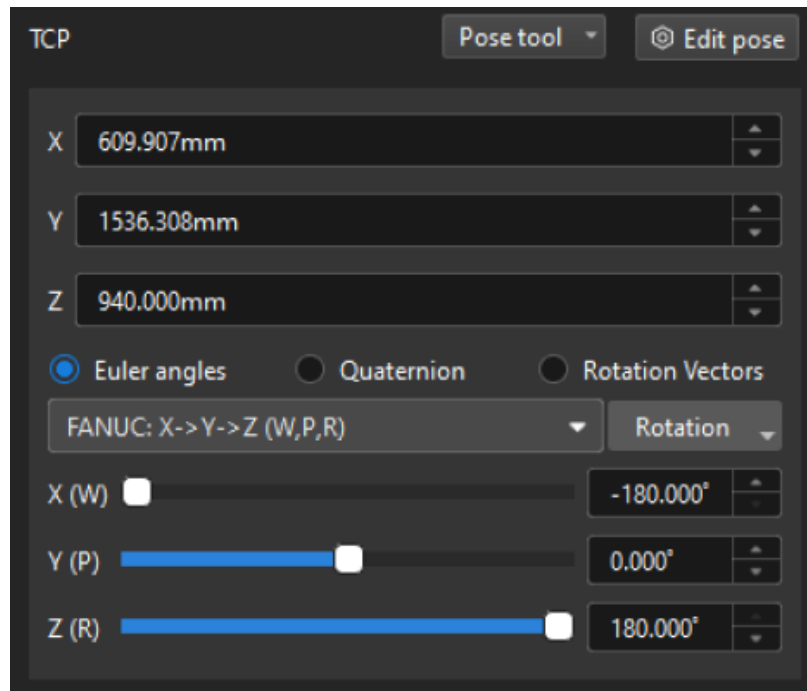 TCP Pose tool Edit pose
X 609.907mm
Y 1536.308mm
Z 940.000mm
Euler angles Quaternion Rotation Vectors
FANUC: X->Y->Z (W,P,R) Rotation
X (W) -180.000°
Y (P) 0.000°
Z (R) 180.000°